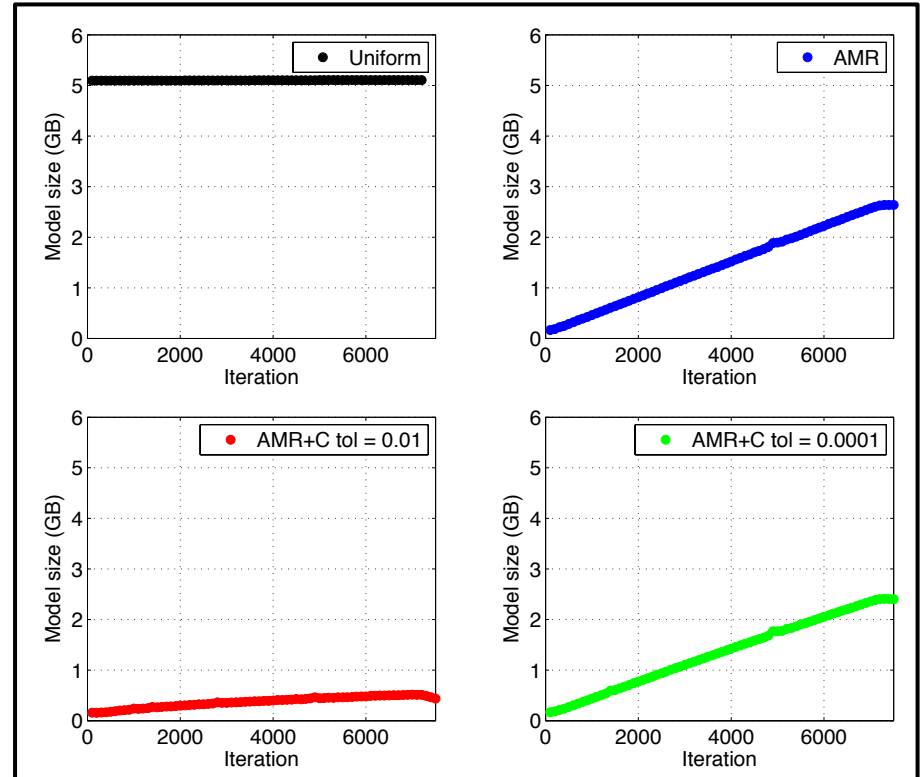 6
5
4
3
2
1
0
Model size (GB)
Uniform
0 2000 4000 6000
Iteration
6
5
4
3
2
1
0
Model size (GB)
AMR
0 2000 4000 6000
Iteration
6
5
4
3
2
1
0
Model size (GB)
AMR+C tol = 0.01
0 2000 4000 6000
Iteration
6
5
4
3
2
1
0
Model size (GB)
AMR+C tol = 0.0001
0 2000 4000 6000
Iteration